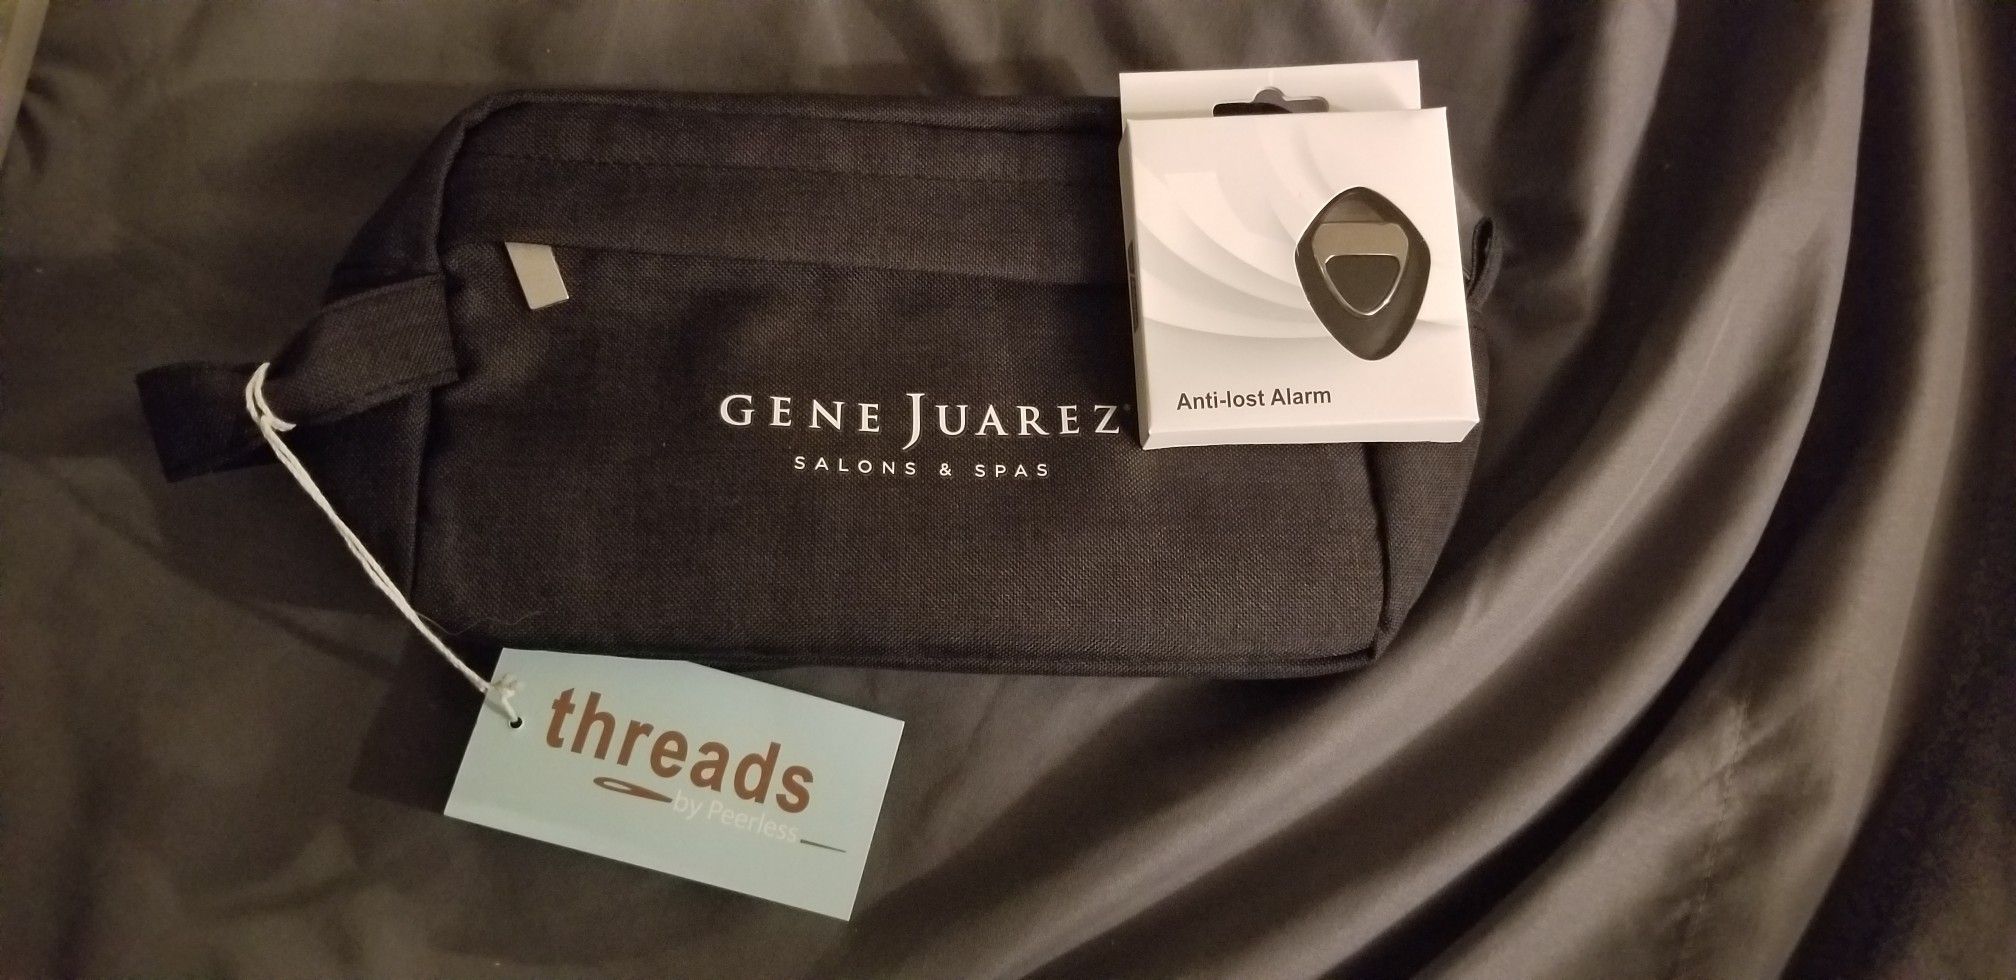 GENE JUAREZ
SALONS & SPAS
Anti-lost Alarm
threads
by Peerless